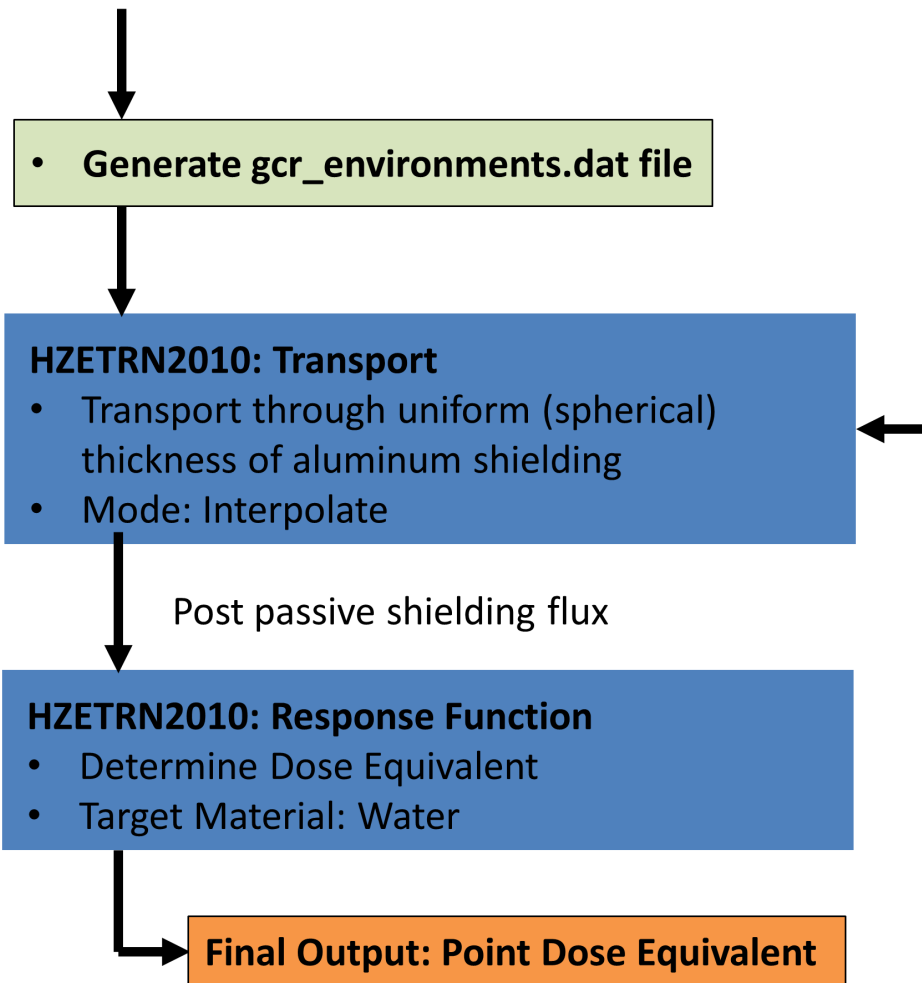 • Generate gcr_environments.dat file
HZETRN2010: Transport
• Transport through uniform (spherical)
thickness of aluminum shielding
• Mode: Interpolate
Post passive shielding flux
HZETRN2010: Response Function
• Determine Dose Equivalent
• Target Material: Water
Final Output: Point Dose Equivalent